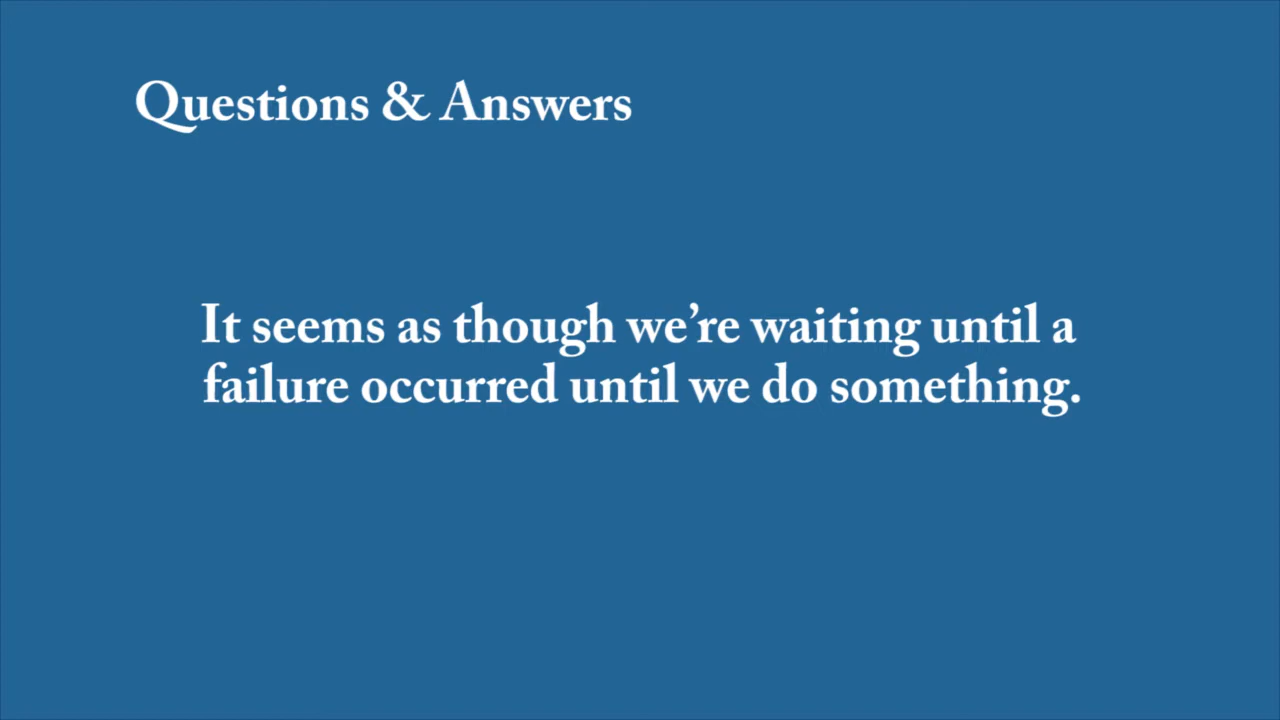 Questions & Answers
It seems as though we’re waiting until a
failure occurred until we do something.